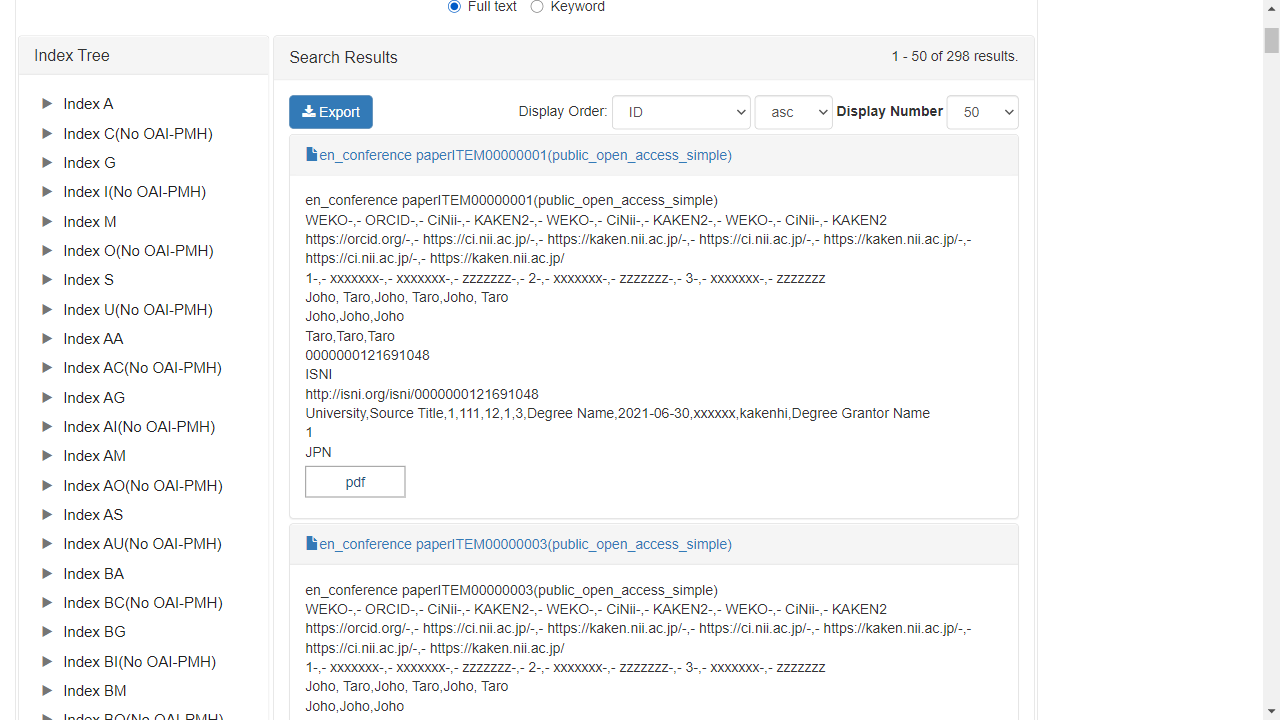 Full text Keyword
Index Tree
Index A
Index C(No OAI-PMH)
Index G
Index I(No OAI-PMH)
Index M
Index O(No OAI-PMH)
Index S
Index U(No OAI-PMH)
Index AA
Index AC(No OAI-PMH)
Index AG
Index AI(No OAI-PMH)
Index AM
Index AO(No OAI-PMH)
Index AS
Index AU(No OAI-PMH)
Index BA
Index BC(No OAI-PMH)
Index BG
Index BI(No OAI-PMH)
Index BM
Index BO(No OAI-PMH)
Search Results 1 - 50 of 298 results.
Export Display Order: ID asc Display Number 50
en_conference paperITEM00000001(public_open_access_simple)
en_conference paperITEM00000001(public_open_access_simple)
WEKO-,- ORCID-,- CiNii-,- KAKEN2-,- WEKO-,- CiNii-,- KAKEN2-,- WEKO-,- CiNii-,- KAKEN2
https://orcid.org/-,- https://ci.nii.ac.jp/-,- https://kaken.nii.ac.jp/-,- https://ci.nii.ac.jp/-,- https://kaken.nii.ac.jp/-,-
https://ci.nii.ac.jp/-,- https://kaken.nii.ac.jp/
1-,- xxxxxxx-,- xxxxxxx-,- zzzzzzz-,- 2-,- xxxxxxx-,- zzzzzzz-,- 3-,- xxxxxxx-,- zzzzzzz
Joho, Taro,Joho, Taro,Joho, Taro
Joho,Joho,Joho
Taro,Taro,Taro
0000000121691048
ISNI
http://isni.org/isni/0000000121691048
University,Source Title,1,111,12,1,3,Degree Name,2021-06-30,xxxxxx,kakenhi,Degree Grantor Name
1
JPN
pdf
en_conference paperITEM00000003(public_open_access_simple)
en_conference paperITEM00000003(public_open_access_simple)
WEKO-,- ORCID-,- CiNii-,- KAKEN2-,- WEKO-,- CiNii-,- KAKEN2-,- WEKO-,- CiNii-,- KAKEN2
https://orcid.org/-,- https://ci.nii.ac.jp/-,- https://kaken.nii.ac.jp/-,- https://ci.nii.ac.jp/-,- https://kaken.nii.ac.jp/-,-
https://ci.nii.ac.jp/-,- https://kaken.nii.ac.jp/
1-,- xxxxxxx-,- xxxxxxx-,- zzzzzzz-,- 2-,- xxxxxxx-,- zzzzzzz-,- 3-,- xxxxxxx-,- zzzzzzz
Joho, Taro,Joho, Taro,Joho, Taro
Joho,Joho,Joho